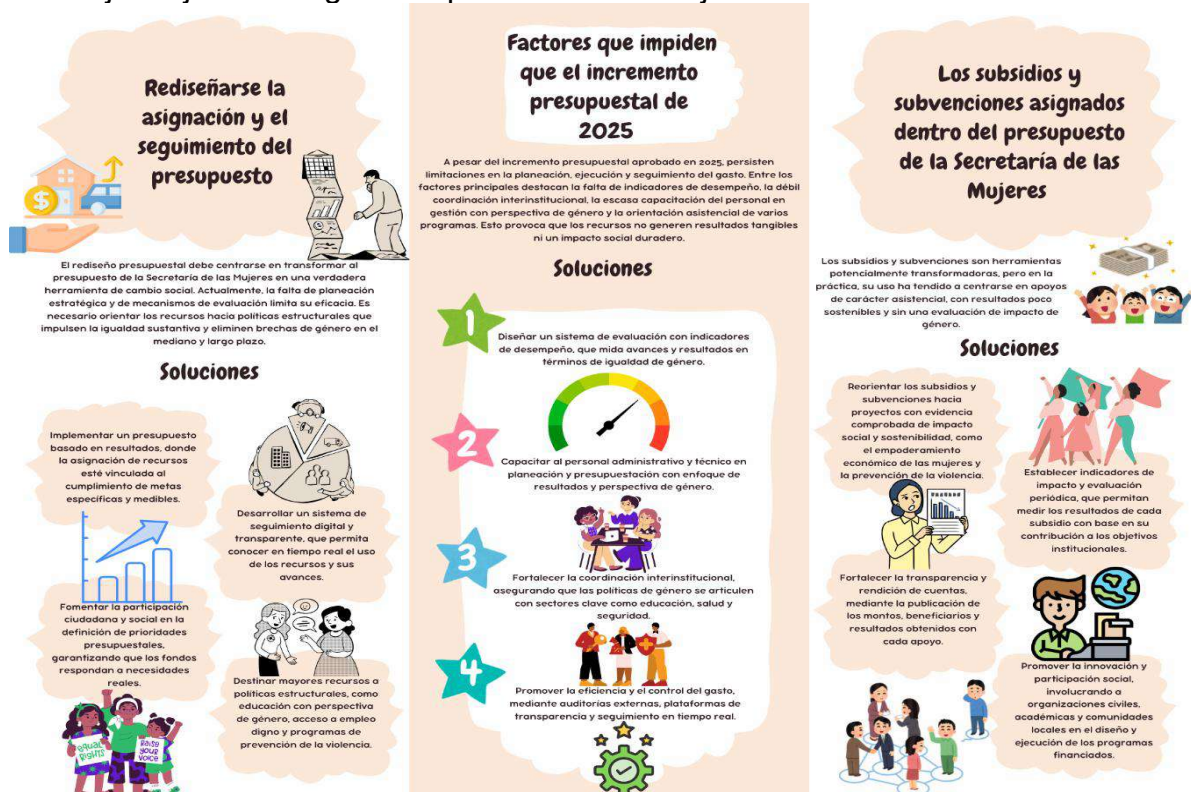 Rediseñarse la
asignación y el
seguimiento del
presupuesto
El rediseño presupuestal debe centrarse en transformar al
presupuesto de la Secretaría de las Mujeres en una verdadera
herramienta de cambio social. Actualmente, la falta de planeación
estratégica y de mecanismos de evaluación limita su eficacia. Es
necesario orientar los recursos hacia políticas estructurales que
impulsen la igualdad sustantiva y eliminen brechas de género en el
mediano y largo plazo.
Soluciones
Implementar un presupuesto
basado en resultados, donde
la asignación de recursos
esté vinculada al
cumplimiento de metas
específicas y medibles.
Desarrollar un sistema de
seguimiento digital y
transparente, que permita
conocer en tiempo real el uso
de los recursos y sus
avances.
Fomentar la participación
ciudadana y social en la
definición de prioridades
presupuestales,
garantizando que los fondos
respondan a necesidades
reales.
Destinar mayores recursos a
políticas estructurales, como
educación con perspectiva
de género, acceso a empleo
digno y programas de
prevención de la violencia.
EQUAL
RIGHTS
RAISE
YOUR
VOICE
Factores que impiden
que el incremento
presupuestal de
2025
A pesar del incremento presupuestal aprobado en 2025, persisten
limitaciones en la planeación, ejecución y seguimiento del gasto. Entre los
factores principales destacan la falta de indicadores de desempeño, la débil
coordinación interinstitucional, la escasa capacitación del personal en
gestión con perspectiva de género y la orientación asistencial de varios
programas. Esto provoca que los recursos no generen resultados tangibles
ni un impacto social duradero.
Soluciones
1
Diseñar un sistema de evaluación con indicadores
de desempeño, que mida avances y resultados en
términos de igualdad de género.
2
Capacitar al personal administrativo y técnico en
planeación y presupuestación con enfoque de
resultados y perspectiva de género.
3
Fortalecer la coordinación interinstitucional,
asegurando que las políticas de género se articulen
con sectores clave como educación, salud y
seguridad.
4
Promover la eficiencia y el control del gasto,
mediante auditorías externas, plataformas de
transparencia y seguimiento en tiempo real.
Los subsidios y
subvenciones asignados
dentro del presupuesto
de la Secretaría de las
Mujeres
Los subsidios y subvenciones son herramientas
potencialmente transformadoras, pero en la
práctica, su uso ha tendido a centrarse en apoyos
de carácter asistencial, con resultados poco
sostenibles y sin una evaluación de impacto de
género.
Soluciones
Reorientar los subsidios y
subvenciones hacia
proyectos con evidencia
comprobada de impacto
social y sostenibilidad, como
el empoderamiento
económico de las mujeres y
la prevención de la violencia.
Establecer indicadores de
impacto y evaluación
periódica, que permitan
medir los resultados de cada
subsidio con base en su
contribución a los objetivos
institucionales.
Fortalecer la transparencia y
rendición de cuentas,
mediante la publicación de
los montos, beneficiarios y
resultados obtenidos con
cada apoyo.
Promover la innovación y
participación social,
involucrando a
organizaciones civiles,
académicas y comunidades
locales en el diseño y
ejecución de los programas
financiados.